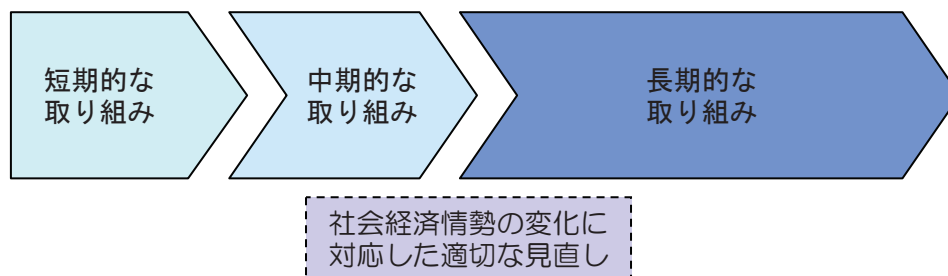 短期的な
取り組み
中期的な
取り組み
長期的な
取り組み
社会経済情勢の変化に
対応した適切な見直し